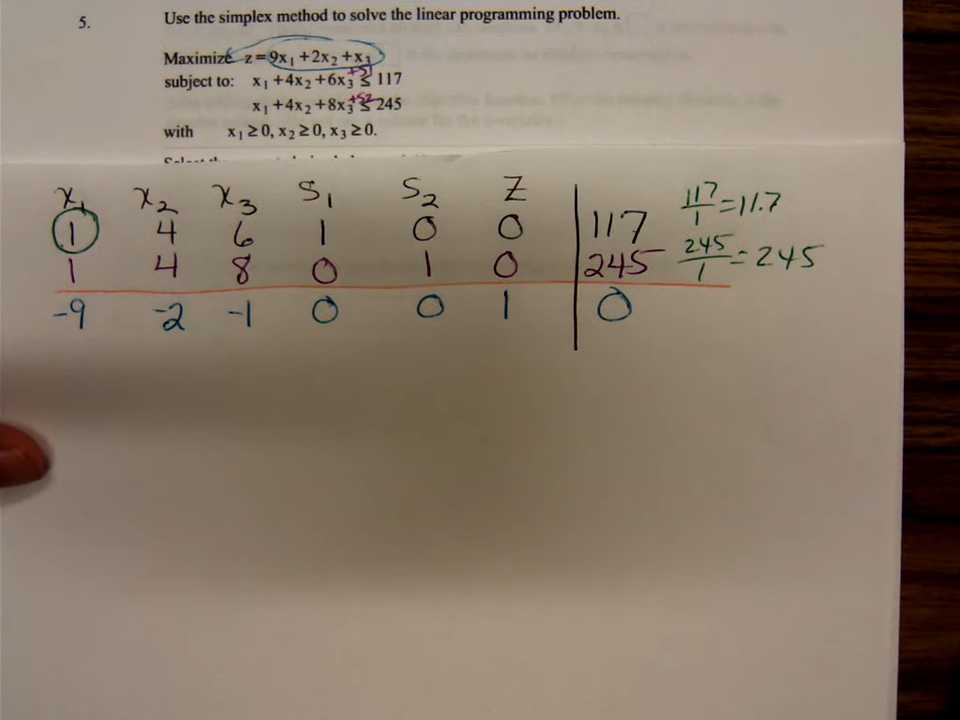 5. Use the simplex method to solve the linear programming problem.
Maximize z=9x₁+2x₂+x₃
subject to: x₁+4x₂+6x₃+s1≤117
x₁+4x₂+8x₃+s2≤245
with x₁≥0, x₂≥0, x₃≥0.
x₁ x₂ x₃ S₁ S₂ Z
1 4 6 1 0 0 117 117/1=11.7
1 4 8 0 1 0 245 245/1=245
-9 -2 -1 0 0 1 0